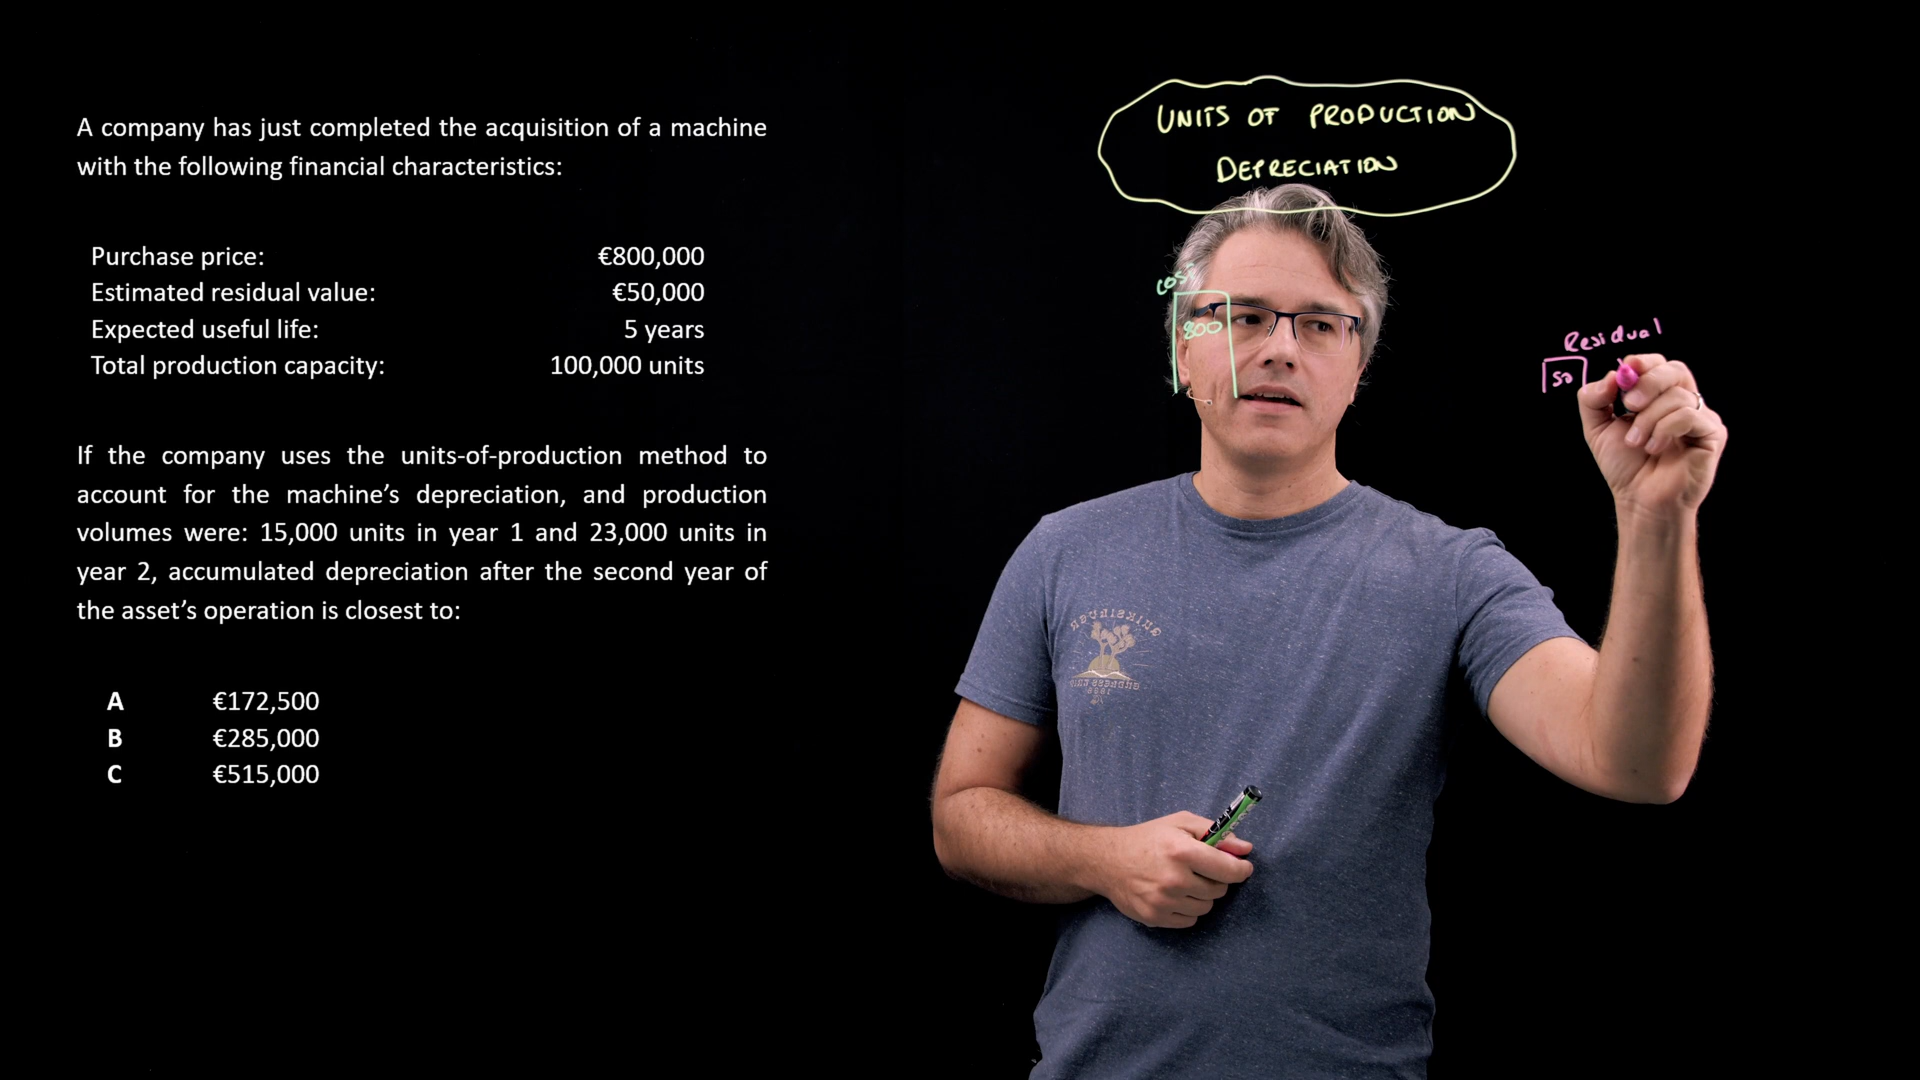 A company has just completed the acquisition of a machine
with the following financial characteristics:
Purchase price: €800,000
Estimated residual value: €50,000
Expected useful life: 5 years
Total production capacity: 100,000 units
If the company uses the units-of-production method to
account for the machine’s depreciation, and production
volumes were: 15,000 units in year 1 and 23,000 units in
year 2, accumulated depreciation after the second year of
the asset’s operation is closest to:
A €172,500
B €285,000
C €515,000
UNITS OF PRODUCTION
DEPRECIATION
COST
800
Residual
50
QUIKSILVER